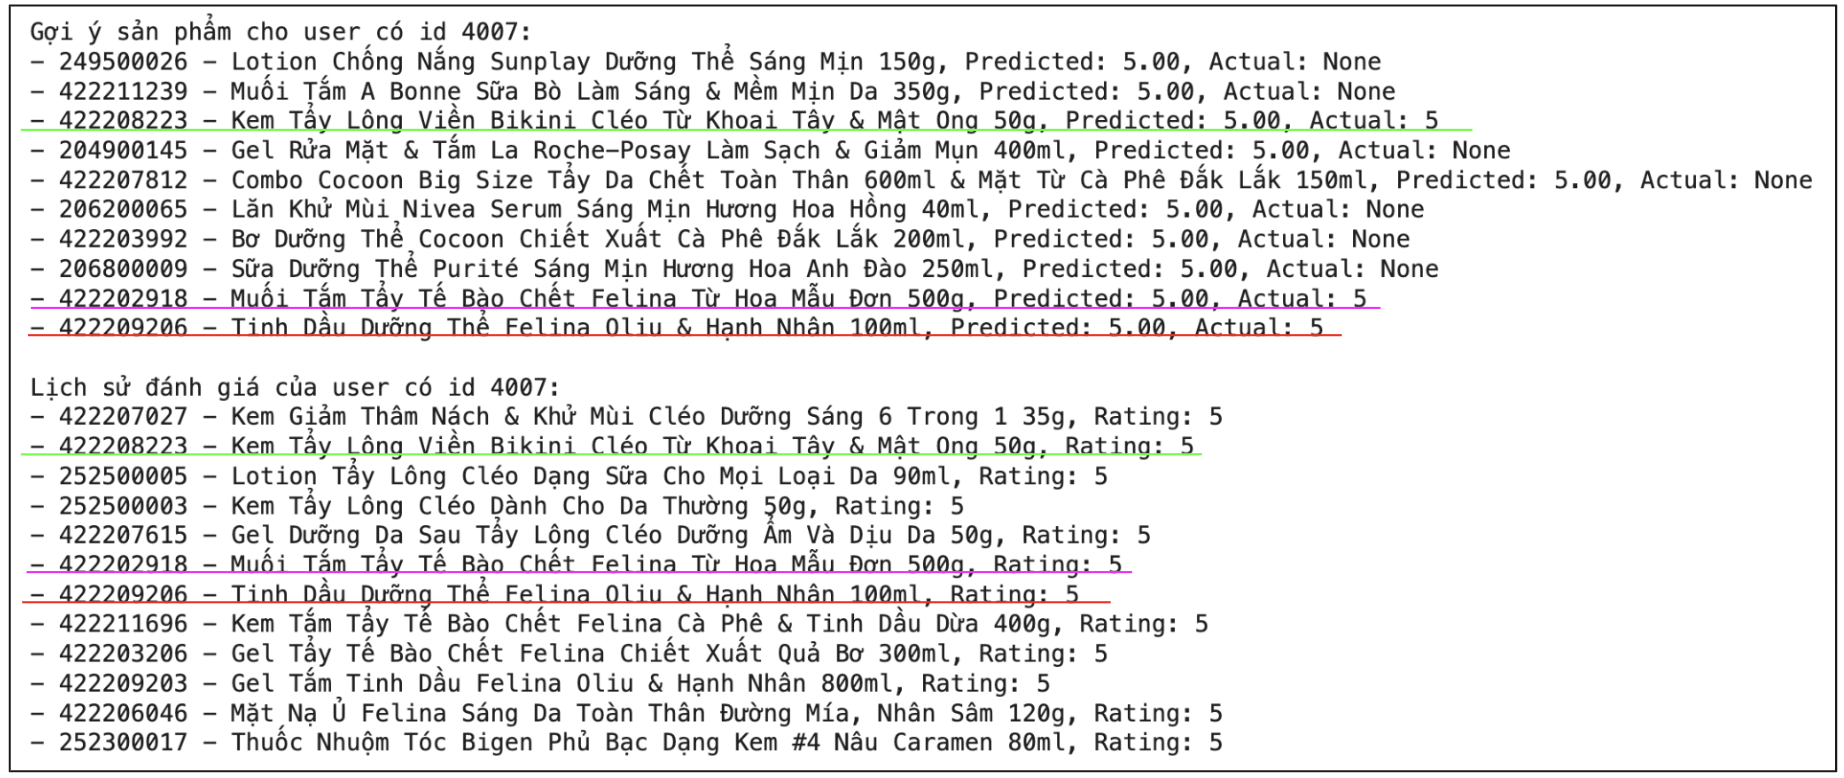 Gợi ý sản phẩm cho user có id 4007:
– 249500026 – Lotion Chống Nắng Sunplay Dưỡng Thể Sáng Mịn 150g, Predicted: 5.00, Actual: None
– 422211239 – Muối Tắm A Bonne Sữa Bò Làm Sáng & Mềm Mịn Da 350g, Predicted: 5.00, Actual: None
– 422208223 – Kem Tẩy Lông Viền Bikini Cléo Từ Khoai Tây & Mật Ong 50g, Predicted: 5.00, Actual: 5
– 204900145 – Gel Rửa Mặt & Tắm La Roche-Posay Làm Sạch & Giảm Mụn 400ml, Predicted: 5.00, Actual: None
– 422207812 – Combo Cocoon Big Size Tẩy Da Chết Toàn Thân 600ml & Mặt Từ Cà Phê Đắk Lắk 150ml, Predicted: 5.00, Actual: None
– 206200065 – Lăn Khử Mùi Nivea Serum Sáng Mịn Hương Hoa Hồng 40ml, Predicted: 5.00, Actual: None
– 422203992 – Bơ Dưỡng Thể Cocoon Chiết Xuất Cà Phê Đắk Lắk 200ml, Predicted: 5.00, Actual: None
– 206800009 – Sữa Dưỡng Thể Purité Sáng Mịn Hương Hoa Anh Đào 250ml, Predicted: 5.00, Actual: None
– 422202918 – Muối Tắm Tẩy Tế Bào Chết Felina Từ Hoa Mẫu Đơn 500g, Predicted: 5.00, Actual: 5
– 422209206 – Tinh Dầu Dưỡng Thể Felina Oliu & Hạnh Nhân 100ml, Predicted: 5.00, Actual: 5
Lịch sử đánh giá của user có id 4007:
– 422207027 – Kem Giảm Thâm Nách & Khử Mùi Cléo Dưỡng Sáng 6 Trong 1 35g, Rating: 5
– 422208223 – Kem Tẩy Lông Viền Bikini Cléo Từ Khoai Tây & Mật Ong 50g, Rating: 5
– 252500005 – Lotion Tẩy Lông Cléo Dạng Sữa Cho Mọi Loại Da 90ml, Rating: 5
– 252500003 – Kem Tẩy Lông Cléo Dành Cho Da Thường 50g, Rating: 5
– 422207615 – Gel Dưỡng Da Sau Tẩy Lông Cléo Dưỡng Ẩm Và Dịu Da 50g, Rating: 5
– 422202918 – Muối Tắm Tẩy Tế Bào Chết Felina Từ Hoa Mẫu Đơn 500g, Rating: 5
– 422209206 – Tinh Dầu Dưỡng Thể Felina Oliu & Hạnh Nhân 100ml, Rating: 5
– 422211696 – Kem Tắm Tẩy Tế Bào Chết Felina Cà Phê & Tinh Dầu Dừa 400g, Rating: 5
– 422203206 – Gel Tẩy Tế Bào Chết Felina Chiết Xuất Quả Bơ 300ml, Rating: 5
– 422209203 – Gel Tắm Tinh Dầu Felina Oliu & Hạnh Nhân 800ml, Rating: 5
– 422206046 – Mặt Nạ Ủ Felina Sáng Da Toàn Thân Đường Mía, Nhân Sâm 120g, Rating: 5
– 252300017 – Thuốc Nhuộm Tóc Bigen Phủ Bạc Dạng Kem #4 Nâu Caramen 80ml, Rating: 5